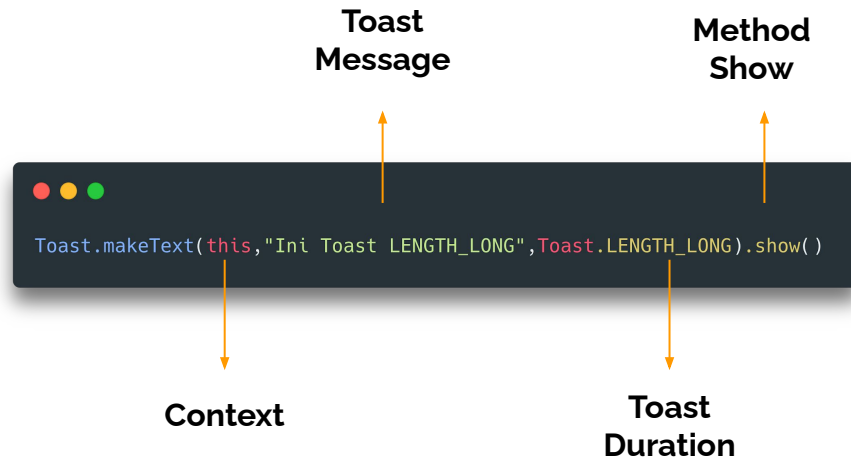 Toast
Message
Method
Show
Toast.makeText(this,"Ini Toast LENGTH_LONG",Toast.LENGTH_LONG).show()
Context
Toast
Duration